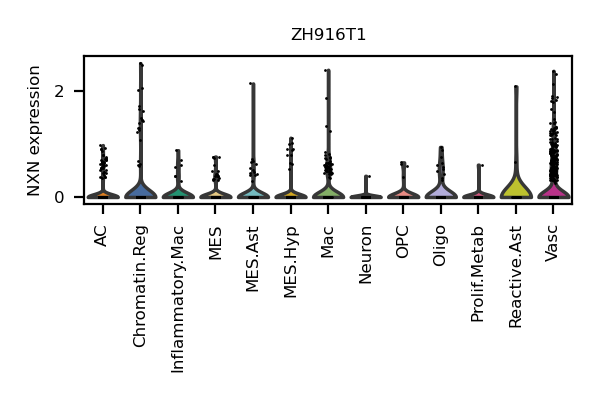 ZH916T1
NXN expression
2
0
AC
Chromatin.Reg
Inflammatory.Mac
MES
MES.Ast
MES.Hyp
Mac
Neuron
OPC
Oligo
Prolif.Metab
Reactive.Ast
Vasc